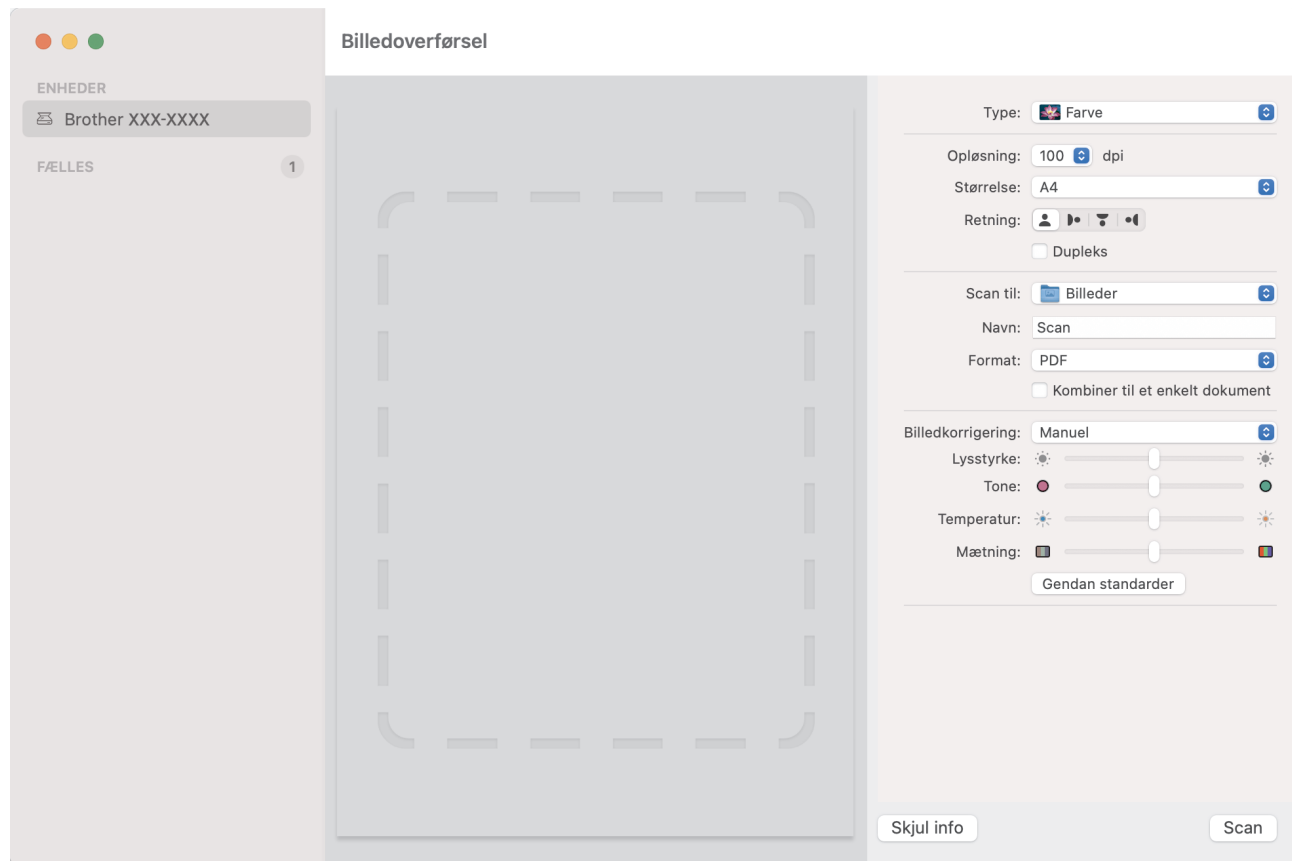 Billedoverførsel
ENHEDER
Brother XXX-XXXX
FÆLLES 1
Type: Farve
Opløsning: 100 dpi
Størrelse: A4
Retning:
Dupleks
Scan til: Billeder
Navn: Scan
Format: PDF
Kombiner til et enkelt dokument
Billedkorrigering: Manuel
Lysstyrke:
Tone:
Temperatur:
Mætning:
Gendan standarder
Skjul info Scan